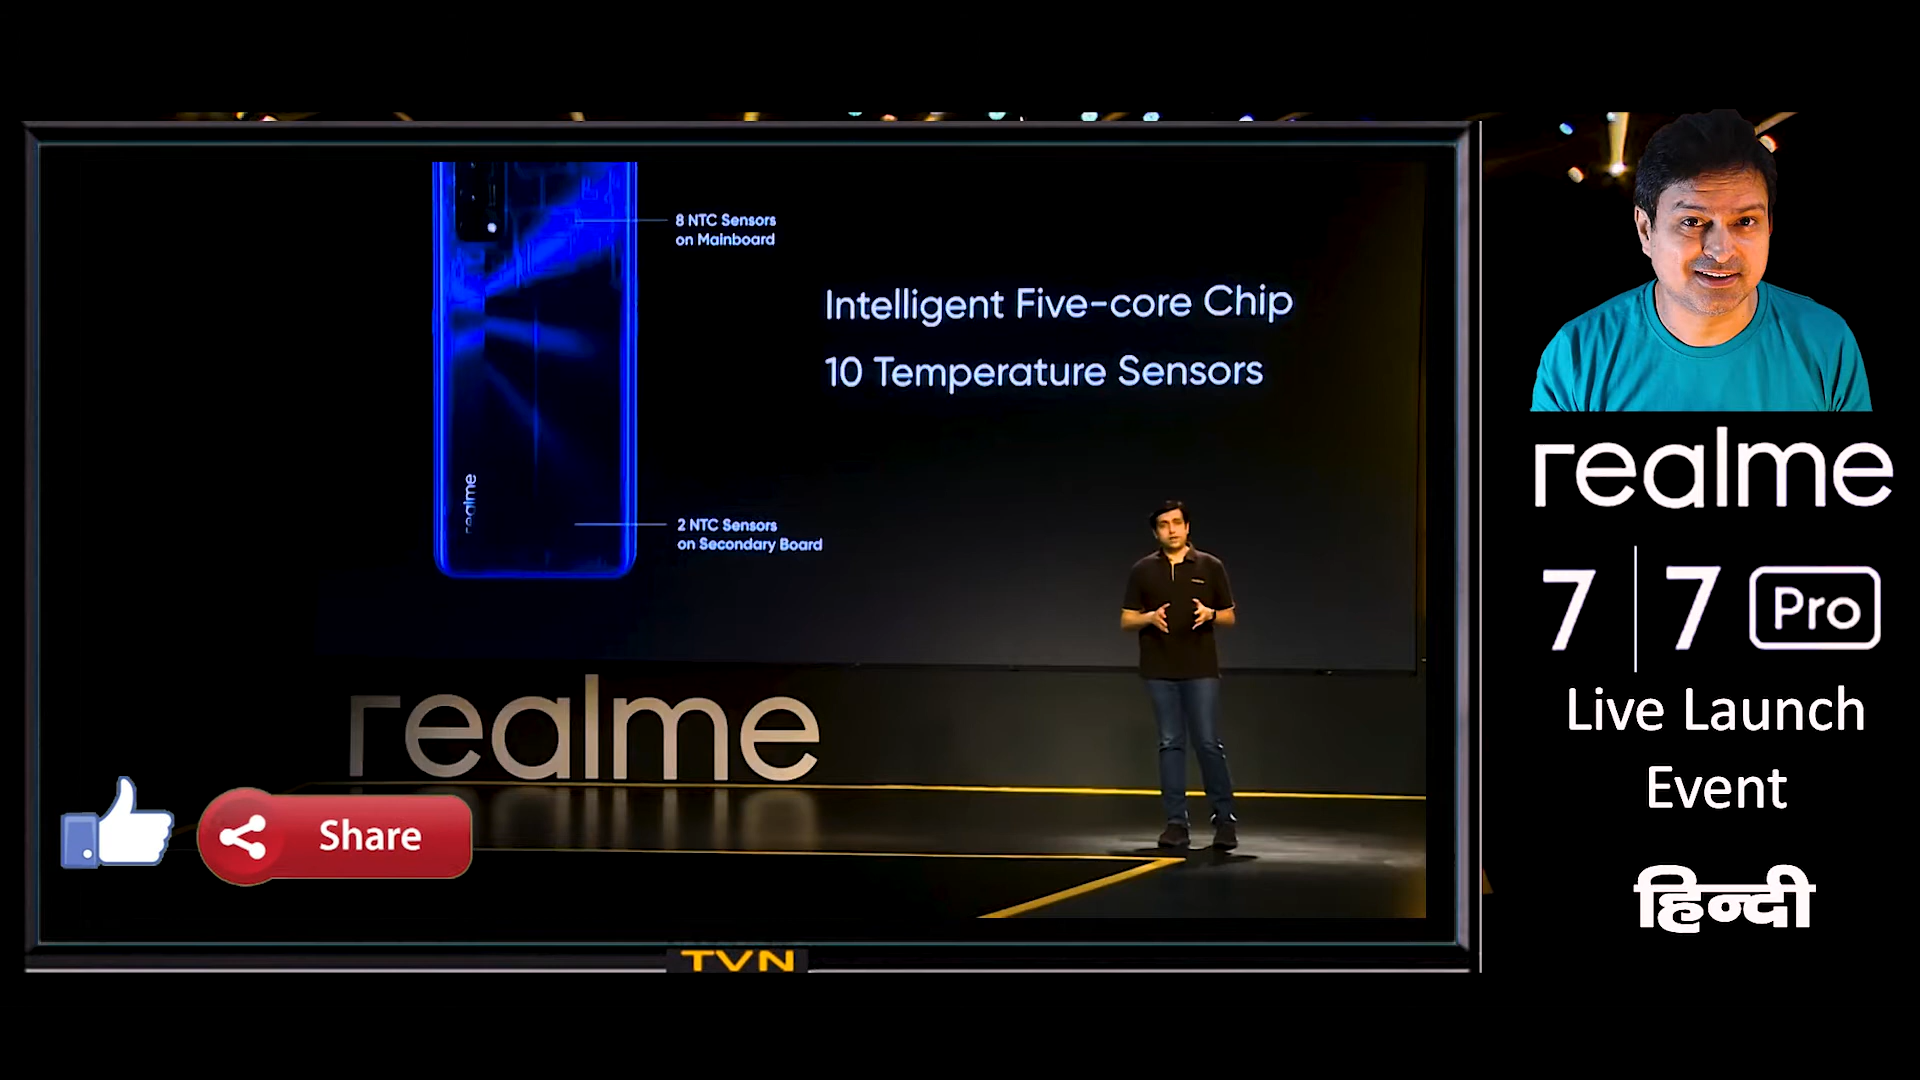 8 NTC Sensors
on Mainboard
Intelligent Five-core Chip
10 Temperature Sensors
realme
2 NTC Sensors
on Secondary Board
realme
Share
TVN
realme
7 | 7 Pro
Live Launch
Event
हिन्दी